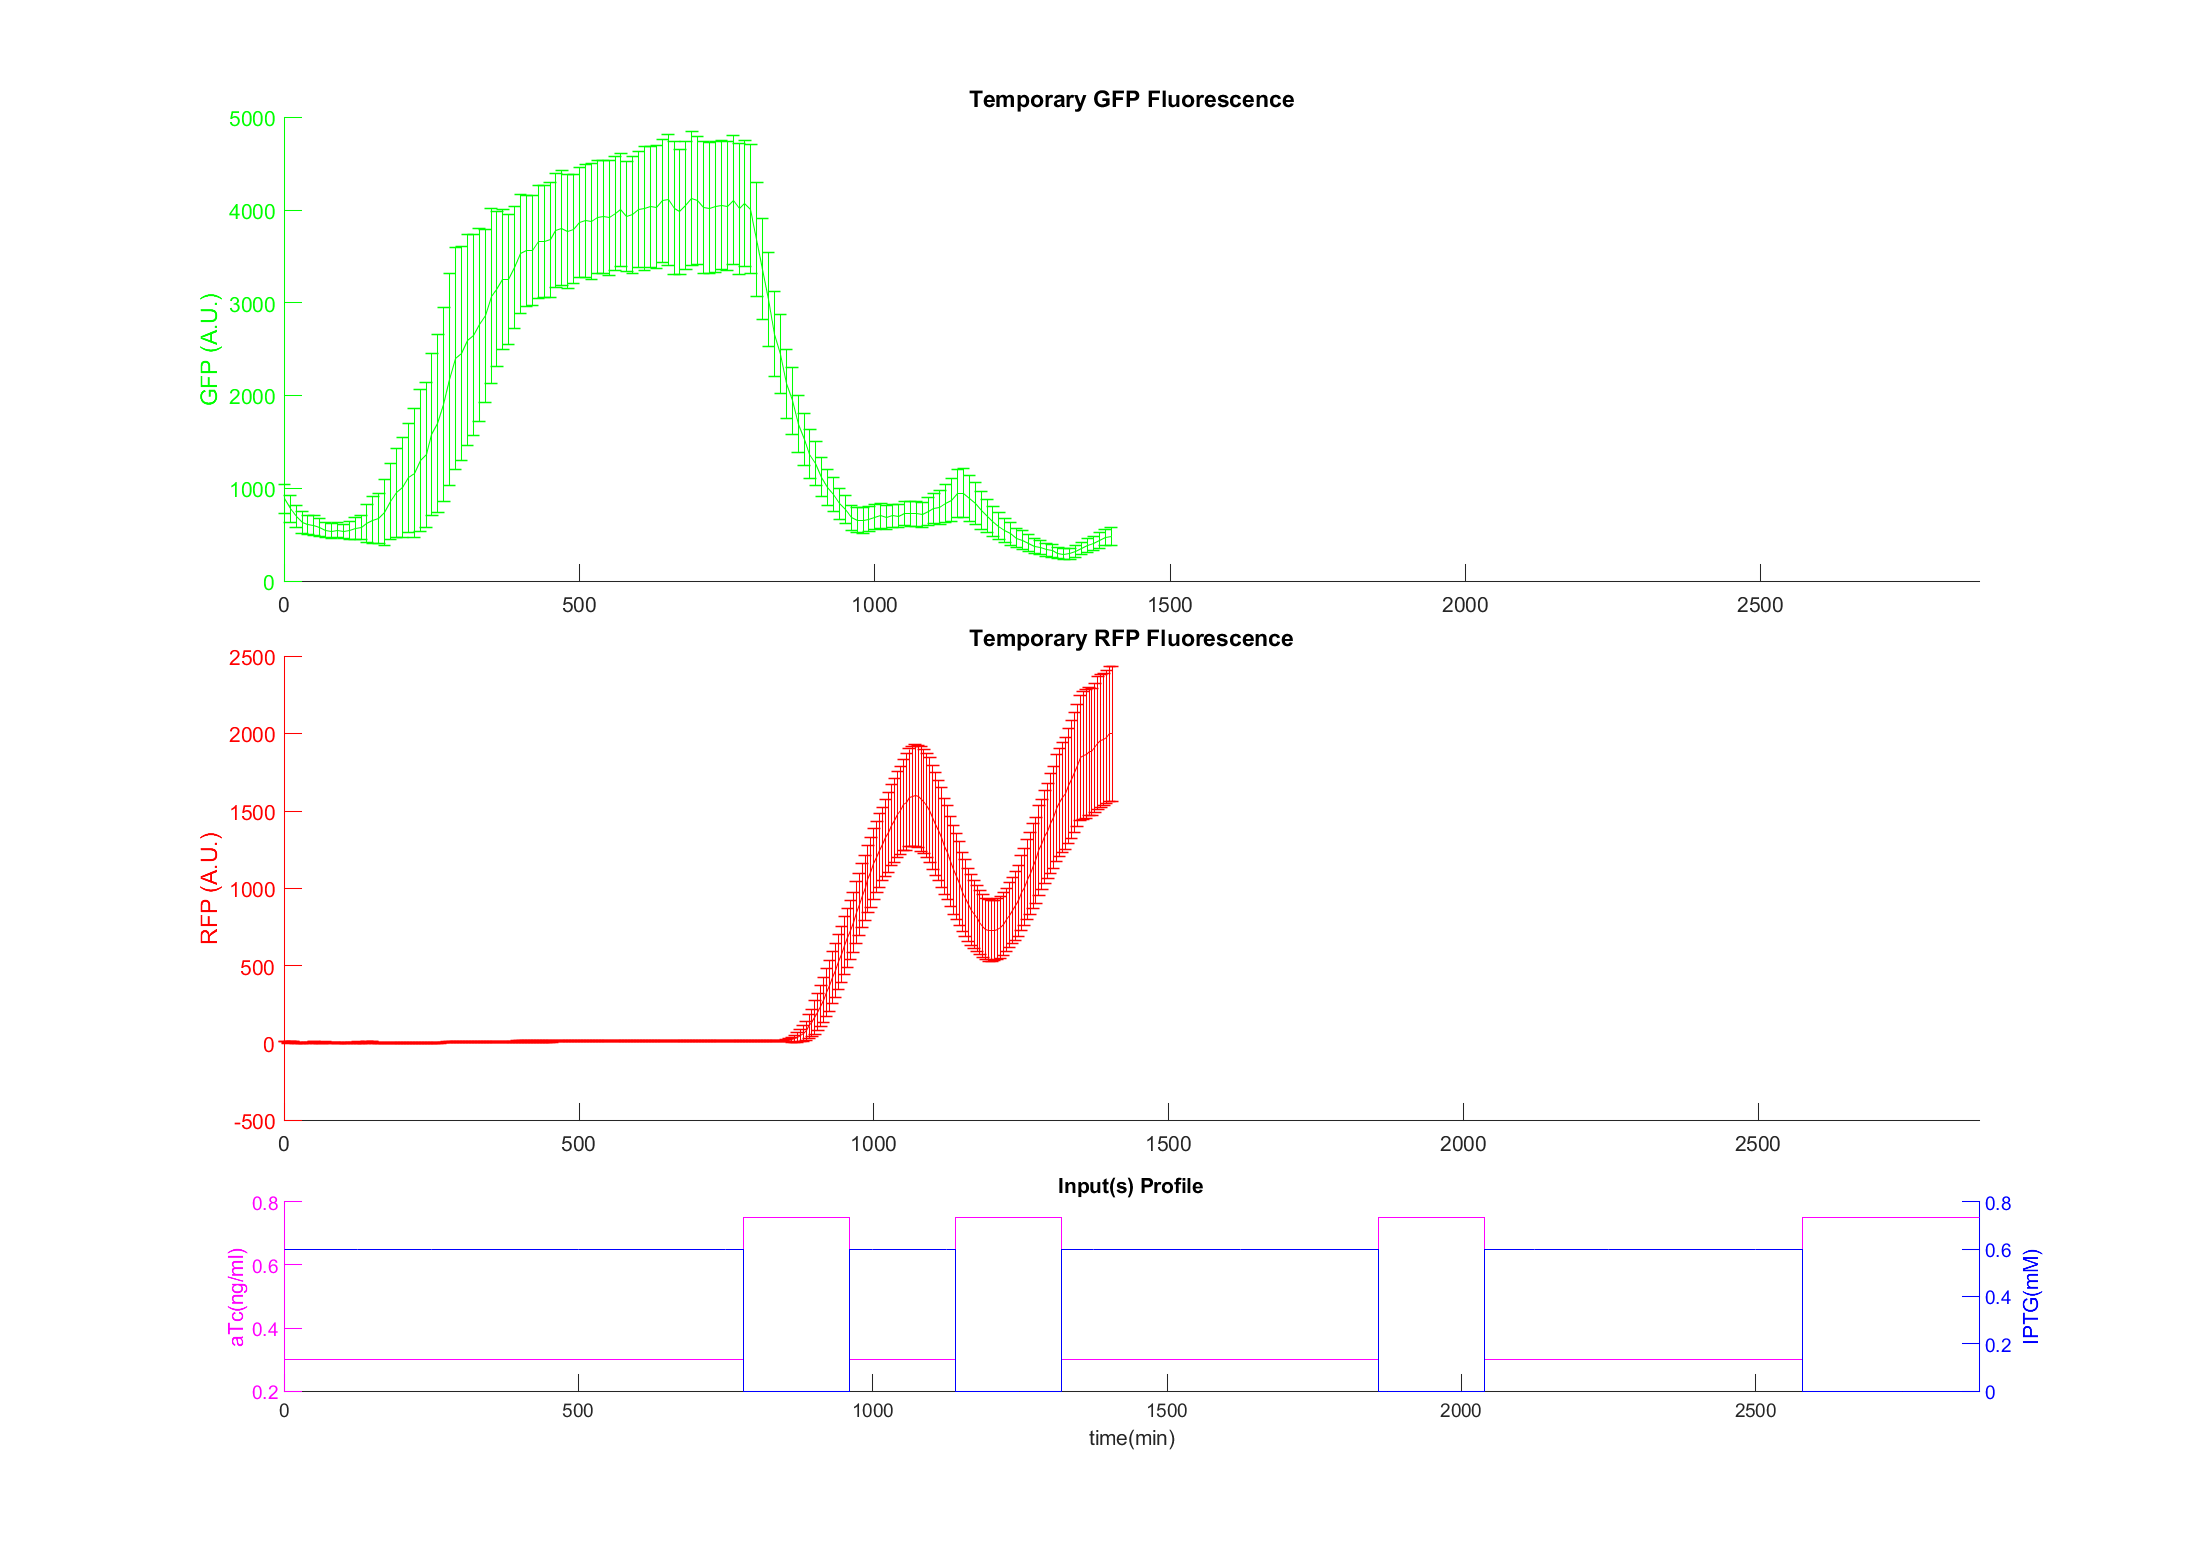 Temporary GFP Fluorescence
5000
4000
3000
2000
1000
0
GFP (A.U.)
0 500 1000 1500 2000 2500
Temporary RFP Fluorescence
2500
2000
1500
1000
500
0
-500
RFP (A.U.)
0 500 1000 1500 2000 2500
Input(s) Profile
0.8
0.6
0.4
0.2
aTc(ng/ml)
0.8
0.6
0.4
0.2
0
IPTG(mM)
0 500 1000 1500 2000 2500
time(min)